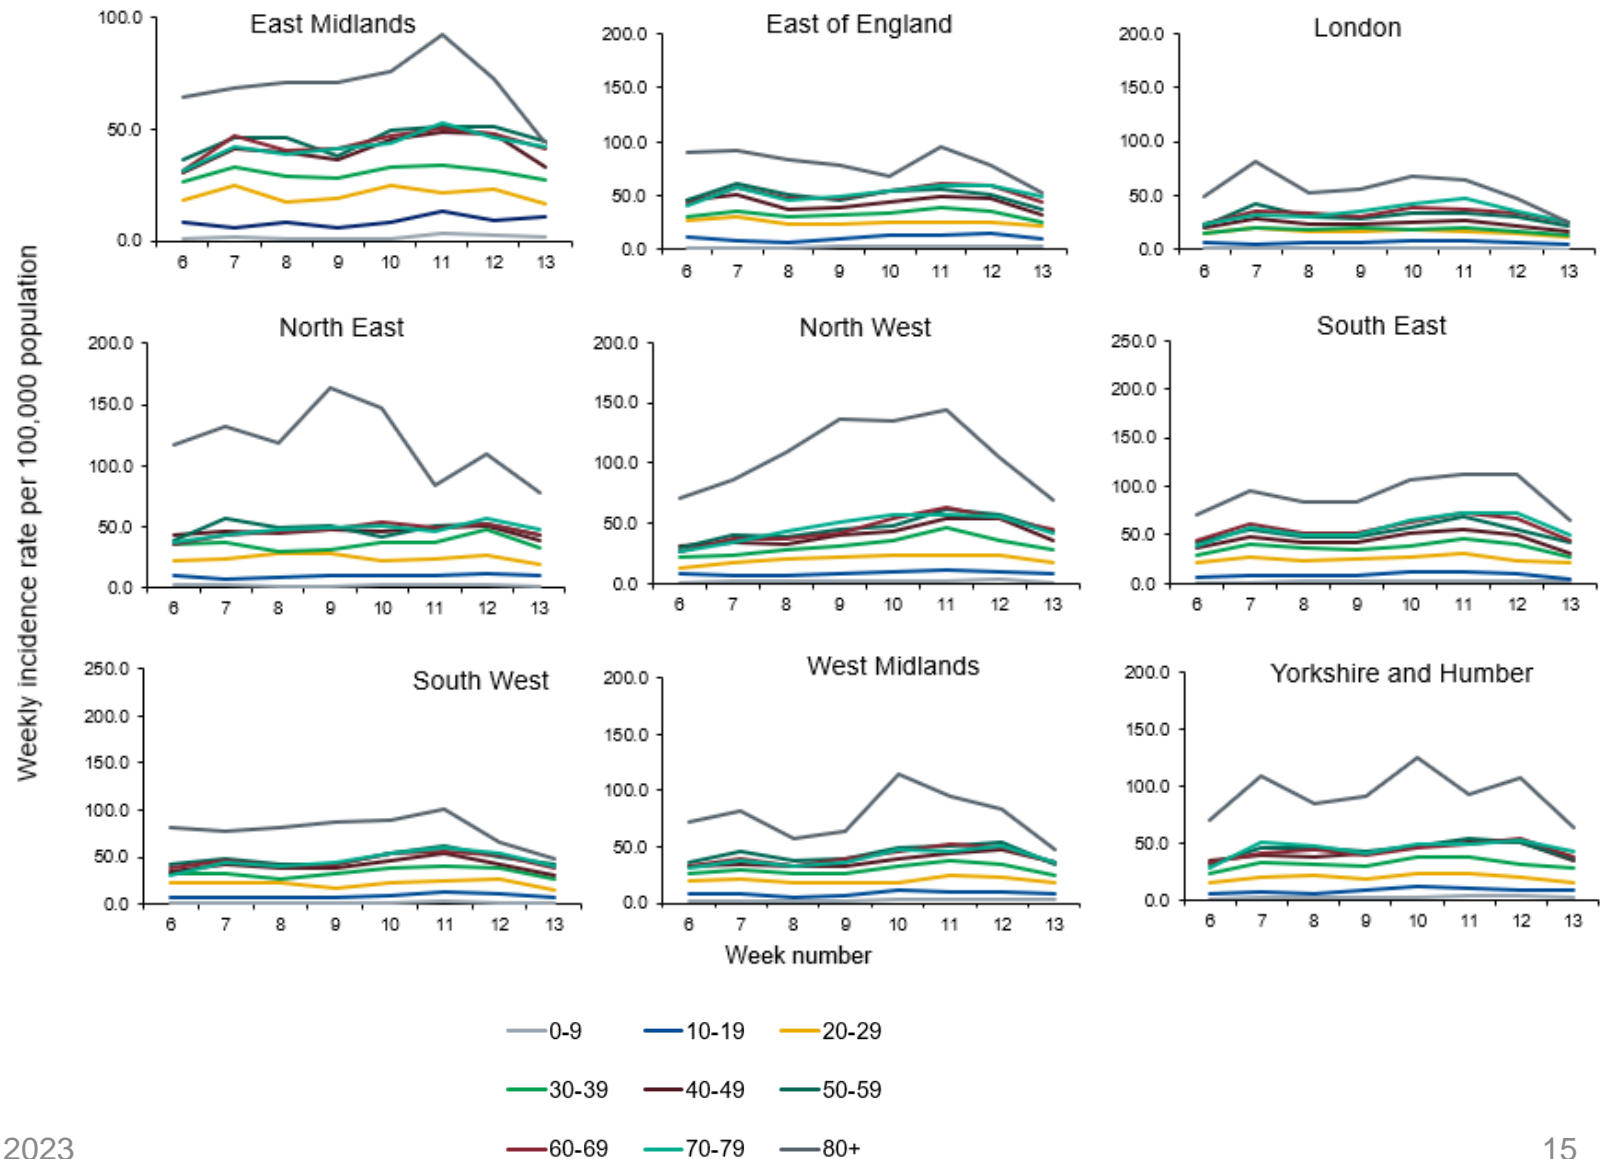 Weekly incidence rate per 100,000 population
East Midlands
100.0
50.0
0.0
6 7 8 9 10 11 12 13
East of England
200.0
150.0
100.0
50.0
0.0
6 7 8 9 10 11 12 13
London
200.0
150.0
100.0
50.0
0.0
6 7 8 9 10 11 12 13
North East
200.0
150.0
100.0
50.0
0.0
6 7 8 9 10 11 12 13
North West
200.0
150.0
100.0
50.0
0.0
6 7 8 9 10 11 12 13
South East
250.0
200.0
150.0
100.0
50.0
0.0
6 7 8 9 10 11 12 13
South West
250.0
200.0
150.0
100.0
50.0
0.0
6 7 8 9 10 11 12 13
West Midlands
200.0
150.0
100.0
50.0
0.0
6 7 8 9 10 11 12 13
Yorkshire and Humber
200.0
150.0
100.0
50.0
0.0
6 7 8 9 10 11 12 13
Week number
0-9 10-19 20-29
30-39 40-49 50-59
60-69 70-79 80+
2023 15